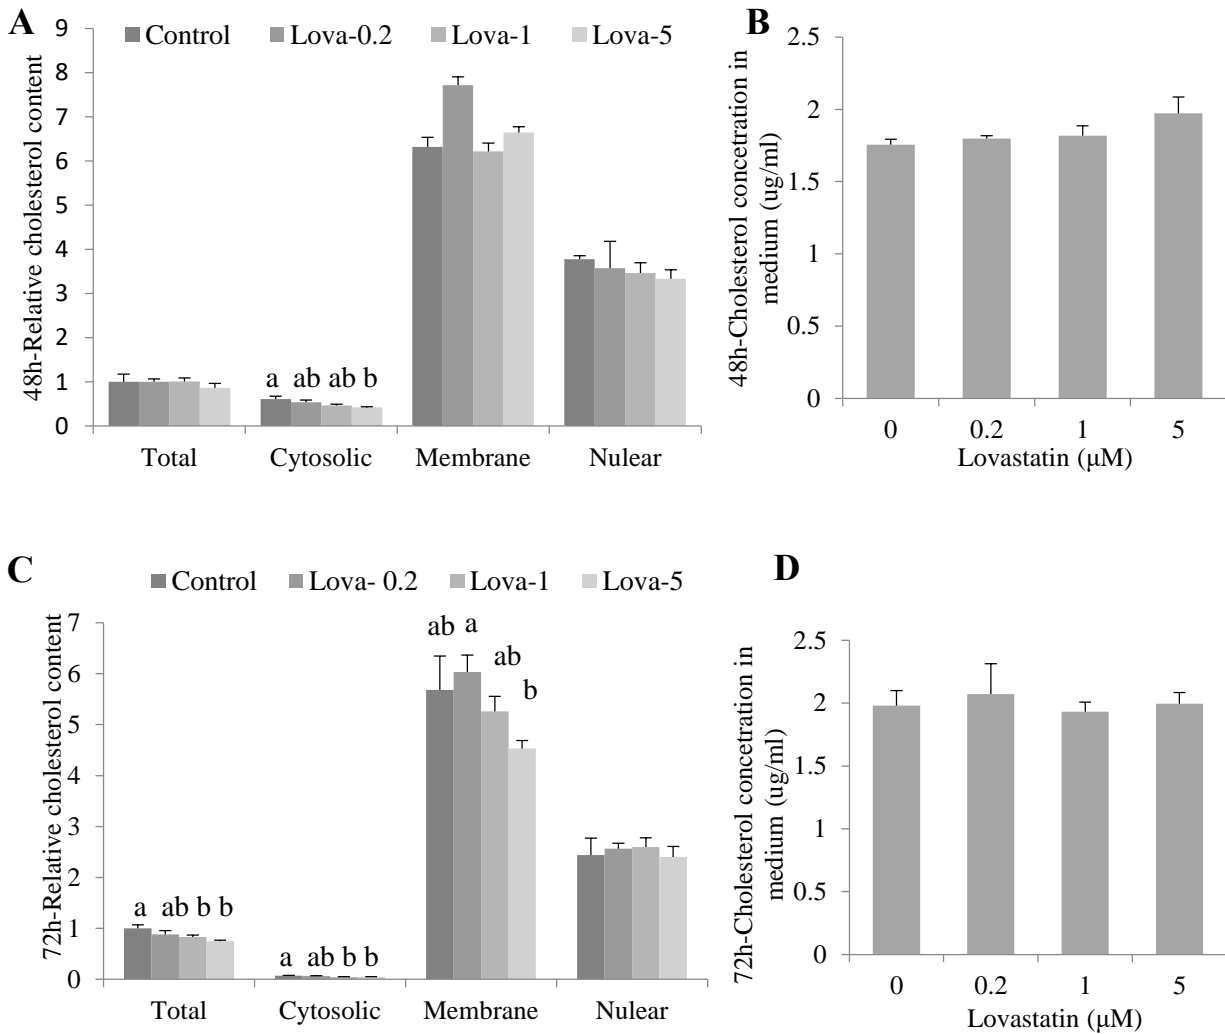 A
48h-Relative cholesterol content
9
8
7
6
5
4
3
2
1
0
Control Lova-0.2 Lova-1 Lova-5
a ab ab b
Total Cytosolic Membrane Nulear
B
48h-Cholesterol concetration in
medium (ug/ml)
2.5
2
1.5
1
0.5
0
0 0.2 1 5
Lovastatin (μM)
C
72h-Relative cholesterol content
7
6
5
4
3
2
1
0
Control Lova- 0.2 Lova-1 Lova-5
a ab b b
a ab b b
ab a ab b
Total Cytosolic Membrane Nulear
D
72h-Cholesterol concetration in
medium (ug/ml)
2.5
2
1.5
1
0.5
0
0 0.2 1 5
Lovastatin (μM)